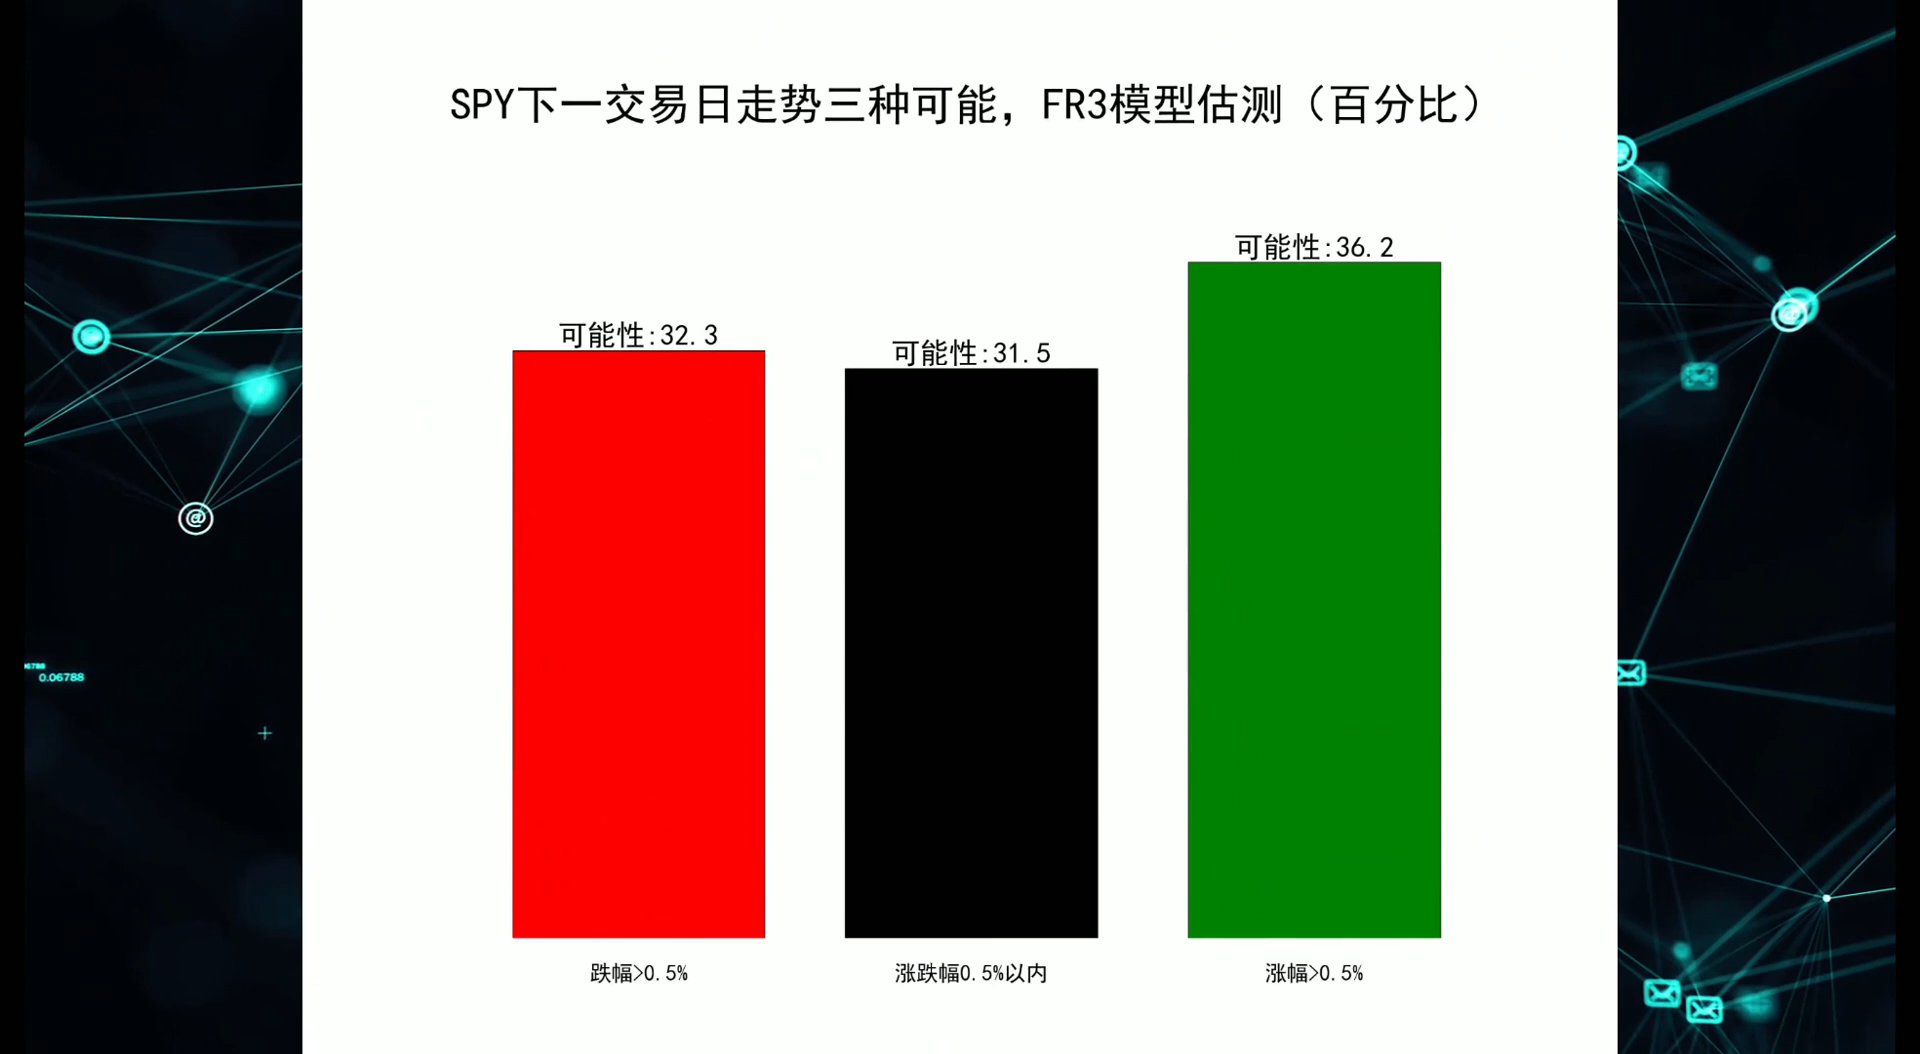 SPY下一交易日走势三种可能，FR3模型估测（百分比）
可能性:36.2
可能性:32.3
可能性:31.5
跌幅>0.5%
涨跌幅0.5%以内
涨幅>0.5%
0.06788
@